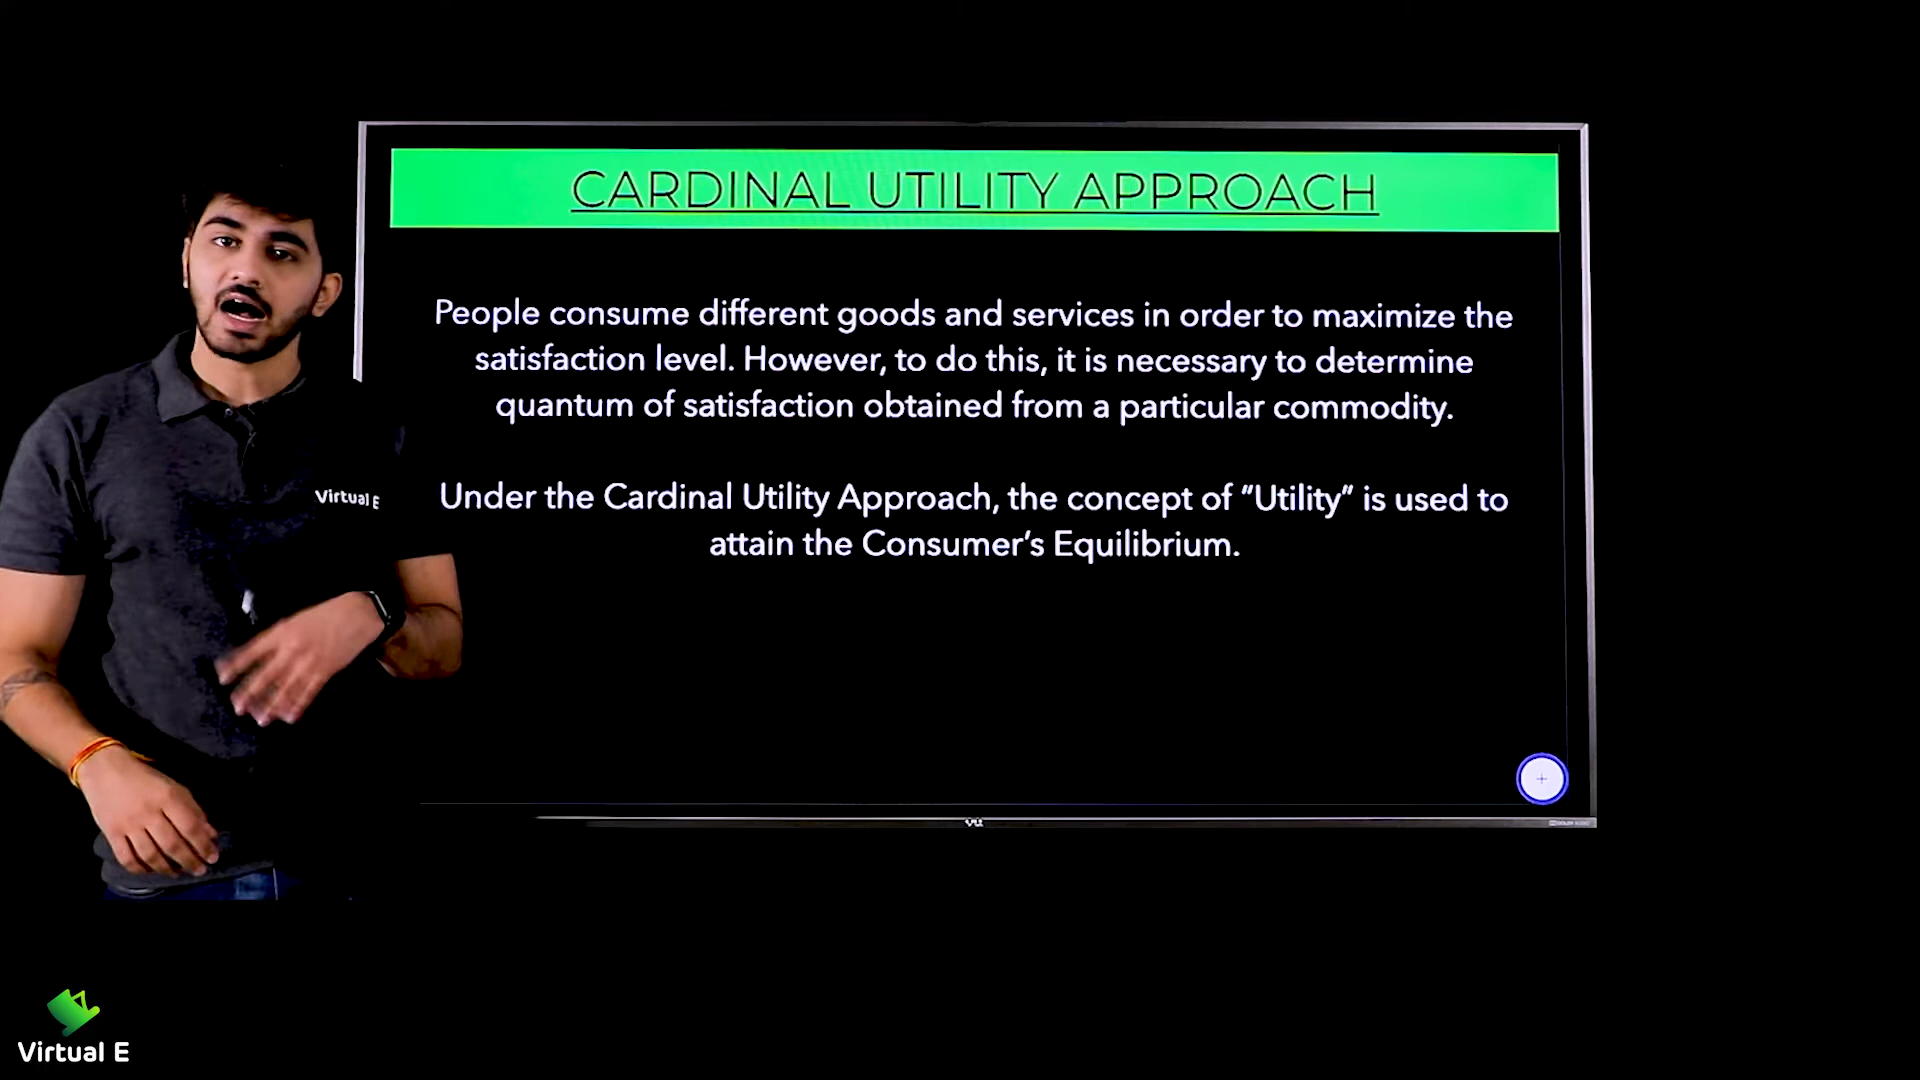 CARDINAL UTILITY APPROACH
People consume different goods and services in order to maximize the
satisfaction level. However, to do this, it is necessary to determine
quantum of satisfaction obtained from a particular commodity.
Under the Cardinal Utility Approach, the concept of “Utility” is used to
attain the Consumer’s Equilibrium.
Virtual E
VU
Virtual E